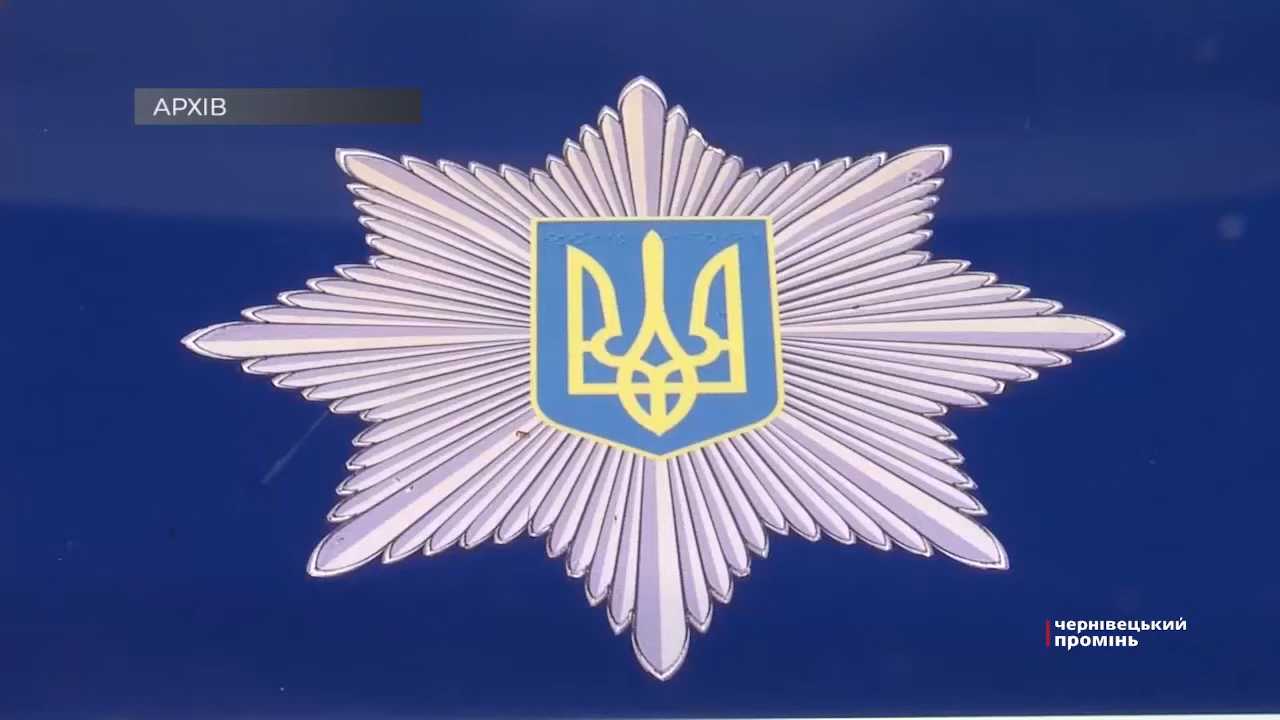 АРХІВ
чернівецький
промінь